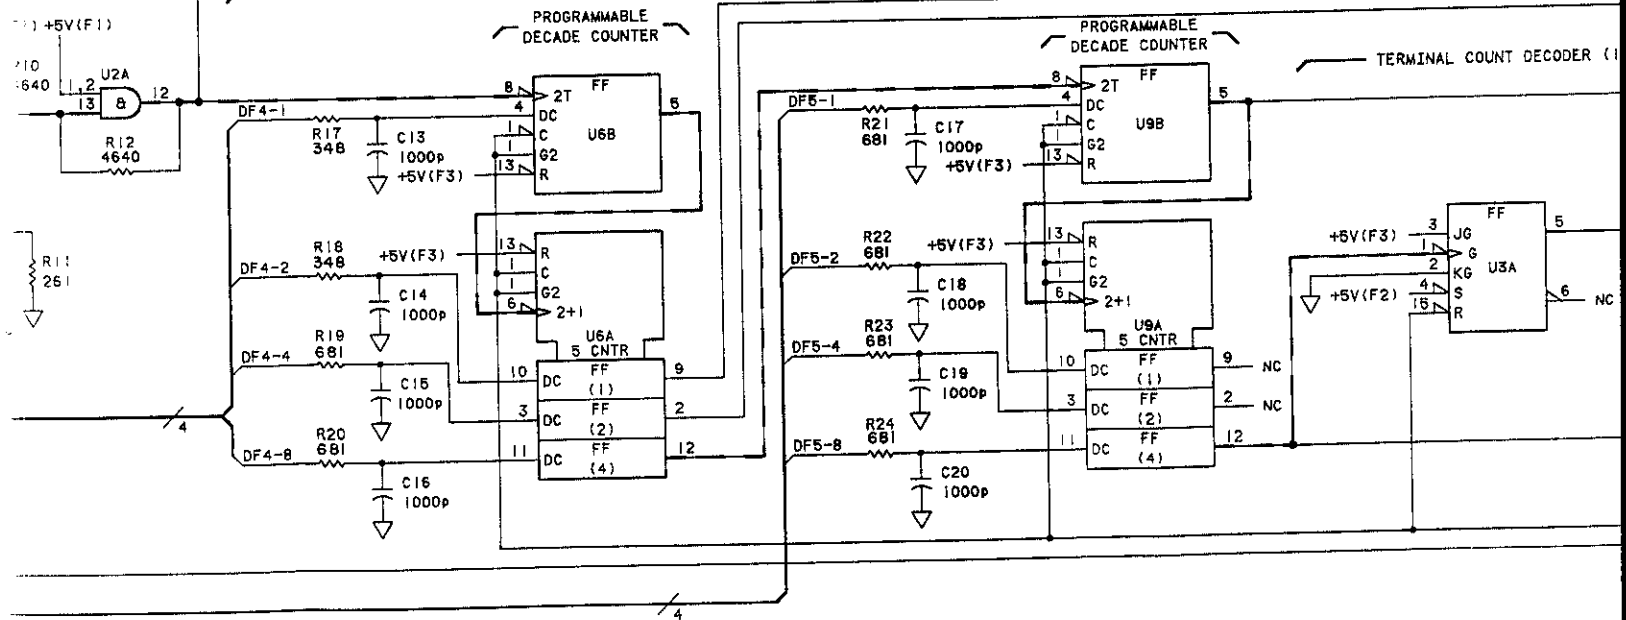 +5V(F1)
U2A
1,2
13
&
12
R12
4640
R11
261
4
PROGRAMMABLE
DECADE COUNTER
DF4-1
R17
348
C13
1000p
+5V(F3)
8
4
1
1
13
2T
DC
C
G2
R
FF
U6B
5
DF4-2
R18
348
C14
1000p
+5V(F3)
13
1
1
6
R
C
G2
2+1
U6A
5 CNTR
DF4-4
R19
681
C15
1000p
DF4-8
R20
681
C16
1000p
10 DC FF (1) 9
3 DC FF (2) 2
11 DC FF (4) 12
4
PROGRAMMABLE
DECADE COUNTER
DF5-1
R21
681
C17
1000p
+5V(F3)
8
4
1
1
13
2T
DC
C
G2
R
FF
U9B
5
DF5-2
R22
681
C18
1000p
+5V(F3)
13
1
1
6
R
C
G2
2+1
U9A
5 CNTR
DF5-4
R23
681
C19
1000p
DF5-8
R24
681
C20
1000p
10 DC FF (1) 9 NC
3 DC FF (2) 2 NC
11 DC FF (4) 12
TERMINAL COUNT DECODER
+5V(F3)
+5V(F2)
3
1
2
4
15
JG
G
KG
S
R
FF
U3A
5
6
NC